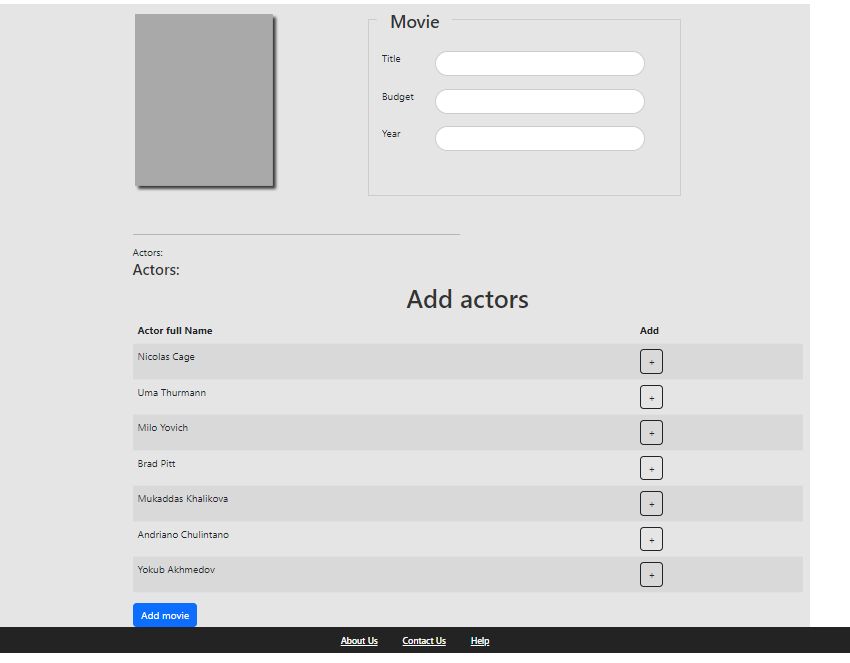 Movie
Title
Budget
Year
Actors:
Actors:
Add actors
Actor full Name Add
Nicolas Cage +
Uma Thurmann +
Milo Yovich +
Brad Pitt +
Mukaddas Khalikova +
Andriano Chulintano +
Yokub Akhmedov +
Add movie
About Us Contact Us Help